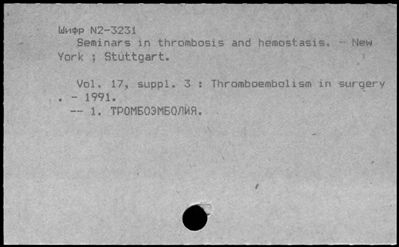 Шифр N2-3231
Seminars in thrombosis and hemostasis. - New
York ; Stuttgart.
Vol. 17, suppl. 3 : Thromboembolism in surgery
. - 1991.
-- 1. ТРОМБОЭМБОЛИЯ.